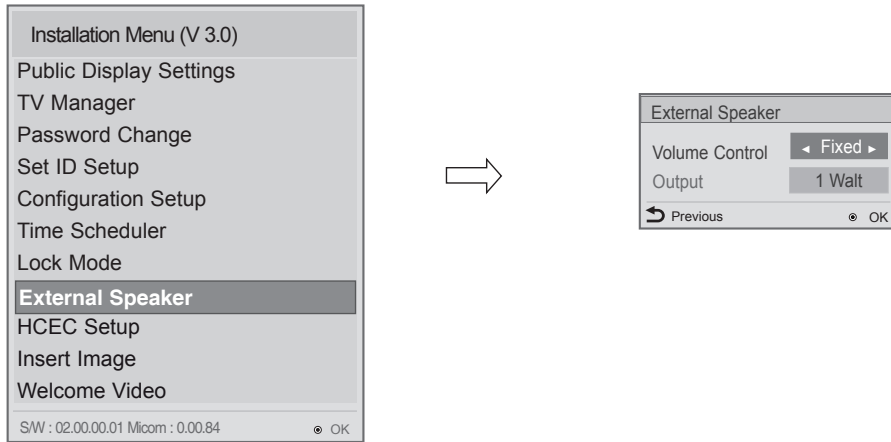 Installation Menu (V 3.0)
Public Display Settings
TV Manager
Password Change
Set ID Setup
Configuration Setup
Time Scheduler
Lock Mode
External Speaker
HCEC Setup
Insert Image
Welcome Video
S/W : 02.00.00.01 Micom : 0.00.84 ◉ OK
External Speaker
Volume Control ◄ Fixed ►
Output 1 Walt
Previous ◉ OK